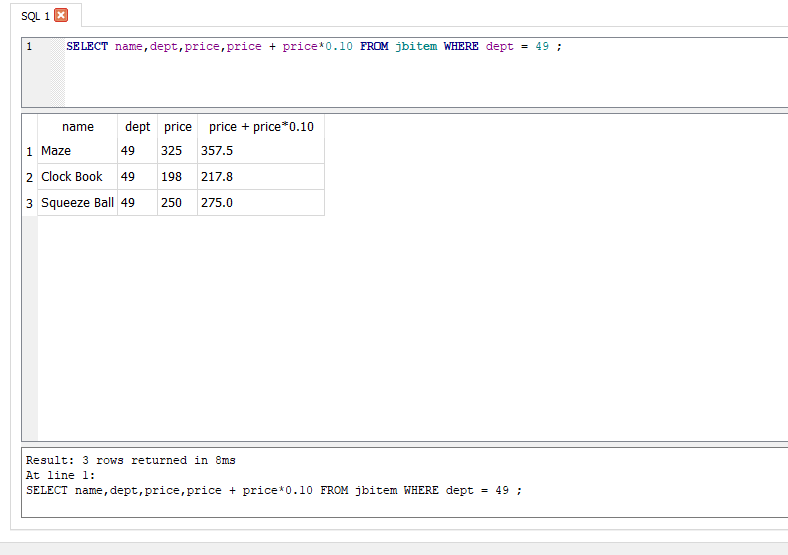 SQL 1
1 SELECT name,dept,price,price + price*0.10 FROM jbitem WHERE dept = 49 ;
name dept price price + price*0.10
1 Maze 49 325 357.5
2 Clock Book 49 198 217.8
3 Squeeze Ball 49 250 275.0
Result: 3 rows returned in 8ms
At line 1:
SELECT name,dept,price,price + price*0.10 FROM jbitem WHERE dept = 49 ;